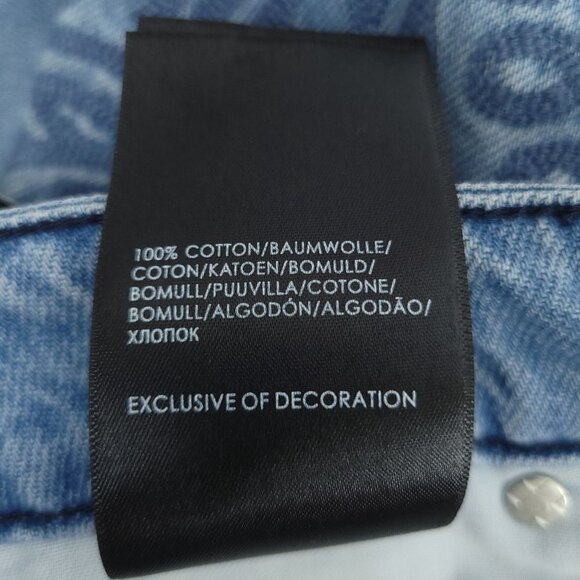 100% COTTON/BAUMWOLLE/
COTON/KATOEN/BOMULD/
BOMULL/PUUVILLA/COTONE/
BOMULL/ALGODÓN/ALGODÃO/
ХЛОПОК
EXCLUSIVE OF DECORATION